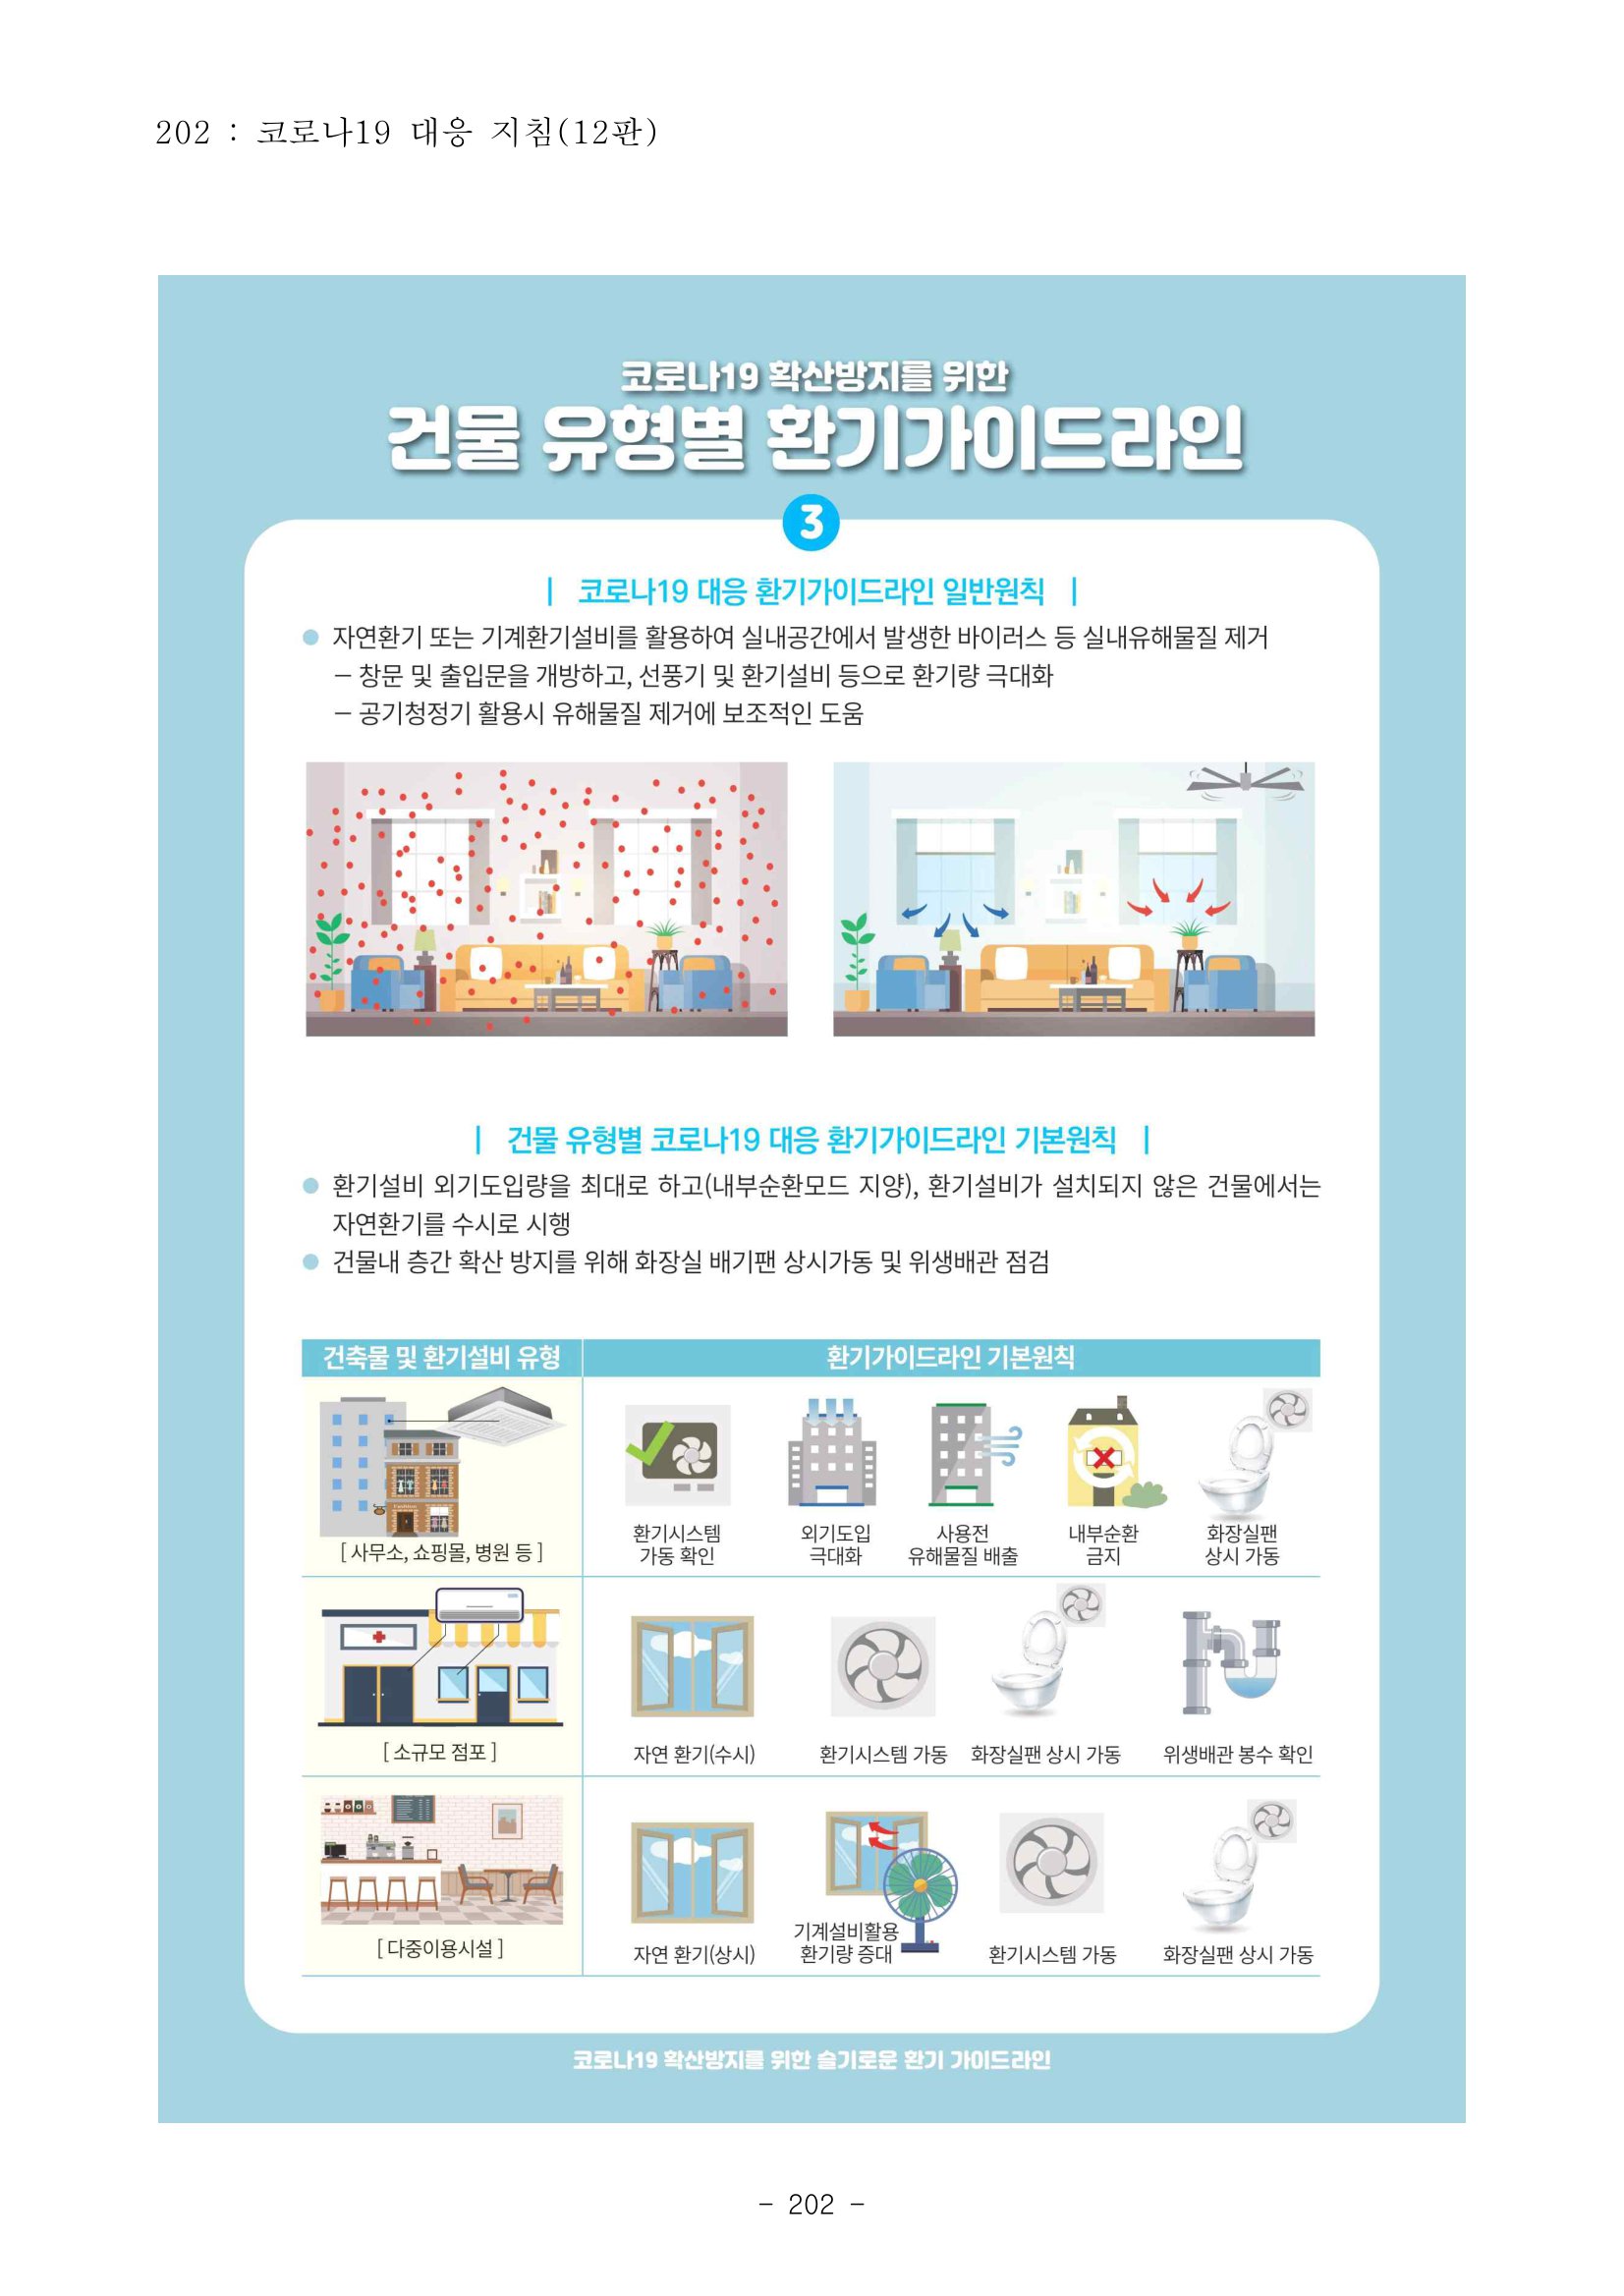 202 : 코로나19 대응 지침(12판)
코로나19 확산방지를 위한
건물 유형별 환기가이드라인
3
| 코로나19 대응 환기가이드라인 일반원칙 |
● 자연환기 또는 기계환기설비를 활용하여 실내공간에서 발생한 바이러스 등 실내유해물질 제거
– 창문 및 출입문을 개방하고, 선풍기 및 환기설비 등으로 환기량 극대화
– 공기청정기 활용시 유해물질 제거에 보조적인 도움
| 건물 유형별 코로나19 대응 환기가이드라인 기본원칙 |
● 환기설비 외기도입량을 최대로 하고(내부순환모드 지양), 환기설비가 설치되지 않은 건물에서는
자연환기를 수시로 시행
● 건물내 층간 확산 방지를 위해 화장실 배기팬 상시가동 및 위생배관 점검
건축물 및 환기설비 유형 환기가이드라인 기본원칙
[ 사무소, 쇼핑몰, 병원 등 ]
환기시스템
가동 확인
외기도입
극대화
사용전
유해물질 배출
내부순환
금지
화장실팬
상시 가동
[ 소규모 점포 ]
자연 환기(수시)
환기시스템 가동
화장실팬 상시 가동
위생배관 봉수 확인
[ 다중이용시설 ]
자연 환기(상시)
기계설비활용
환기량 증대
환기시스템 가동
화장실팬 상시 가동
코로나19 확산방지를 위한 슬기로운 환기 가이드라인
- 202 -